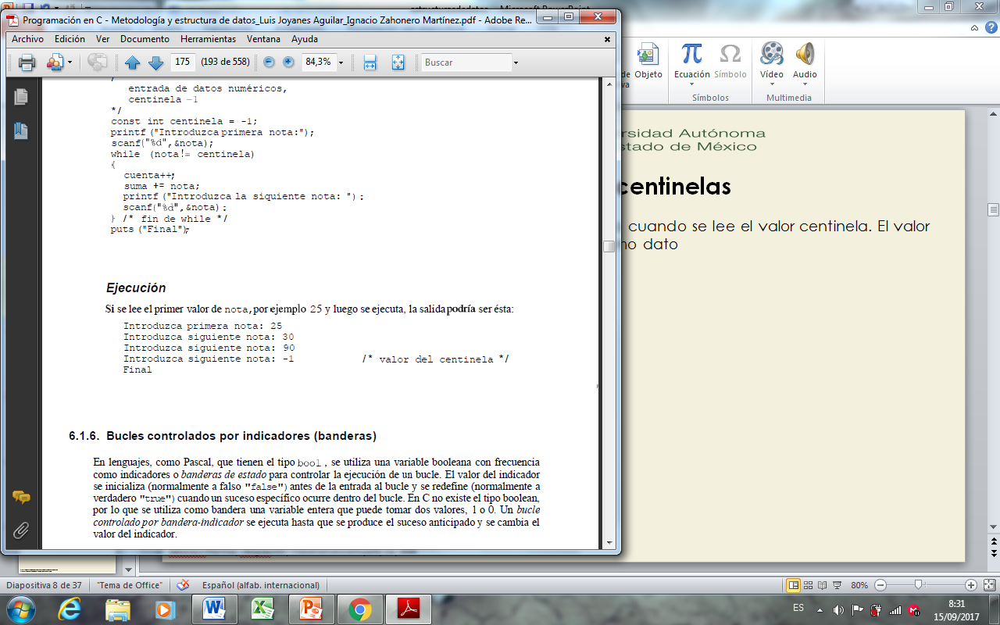 estructuradedatos - Microsoft PowerPoint
Programación en C - Metodología y estructura de datos_Luis Joyanes Aguilar_Ignacio Zahonero Martínez.pdf - Adobe Re...
Archivo Edición Ver Documento Herramientas Ventana Ayuda
175 (193 de 558) 84,3% Buscar
entrada de datos numéricos,
centinela -1
*/
const int centinela = -1;
printf ("Introduzca primera nota:");
scanf("%d", &nota);
while (nota != centinela)
{
cuenta++;
suma += nota;
printf ("Introduzca la siquiente nota: ") ;
scanf("%d", &nota) ;
} /* fin de while */
puts ("Final");
Ejecución
Si se lee el primer valor de nota, por ejemplo 25 y luego se ejecuta, la salida podría ser ésta:
Introduzca primera nota: 25
Introduzca siguiente nota: 30
Introduzca siguiente nota: 90
Introduzca siguiente nota: -1 /* valor del centinela */
Final
6.1.6. Bucles controlados por indicadores (banderas)
En lenguajes, como Pascal, que tienen el tipo bool , se utiliza una variable booleana con frecuencia
como indicadores o banderas de estado para controlar la ejecución de un bucle. El valor del indicador
se inicializa (normalmente a falso "false") antes de la entrada al bucle y se redefine (normalmente a
verdadero "true") cuando un suceso específico ocurre dentro del bucle. En C no existe el tipo boolean,
por lo que se utiliza como bandera una variable entera que puede tomar dos valores, 1 o 0. Un bucle
controlado por bandera-indicador se ejecuta hasta que se produce el suceso anticipado y se cambia el
valor del indicador.
de Objeto
va
Ecuación Símbolo
Vídeo Audio
Símbolos Multimedia
rsidad Autónoma
stado de México
centinelas
cuando se lee el valor centinela. El valor
no dato
Diapositiva 8 de 37 "Tema de Office" Español (alfab. internacional) 80%
ES 8:31
15/09/2017